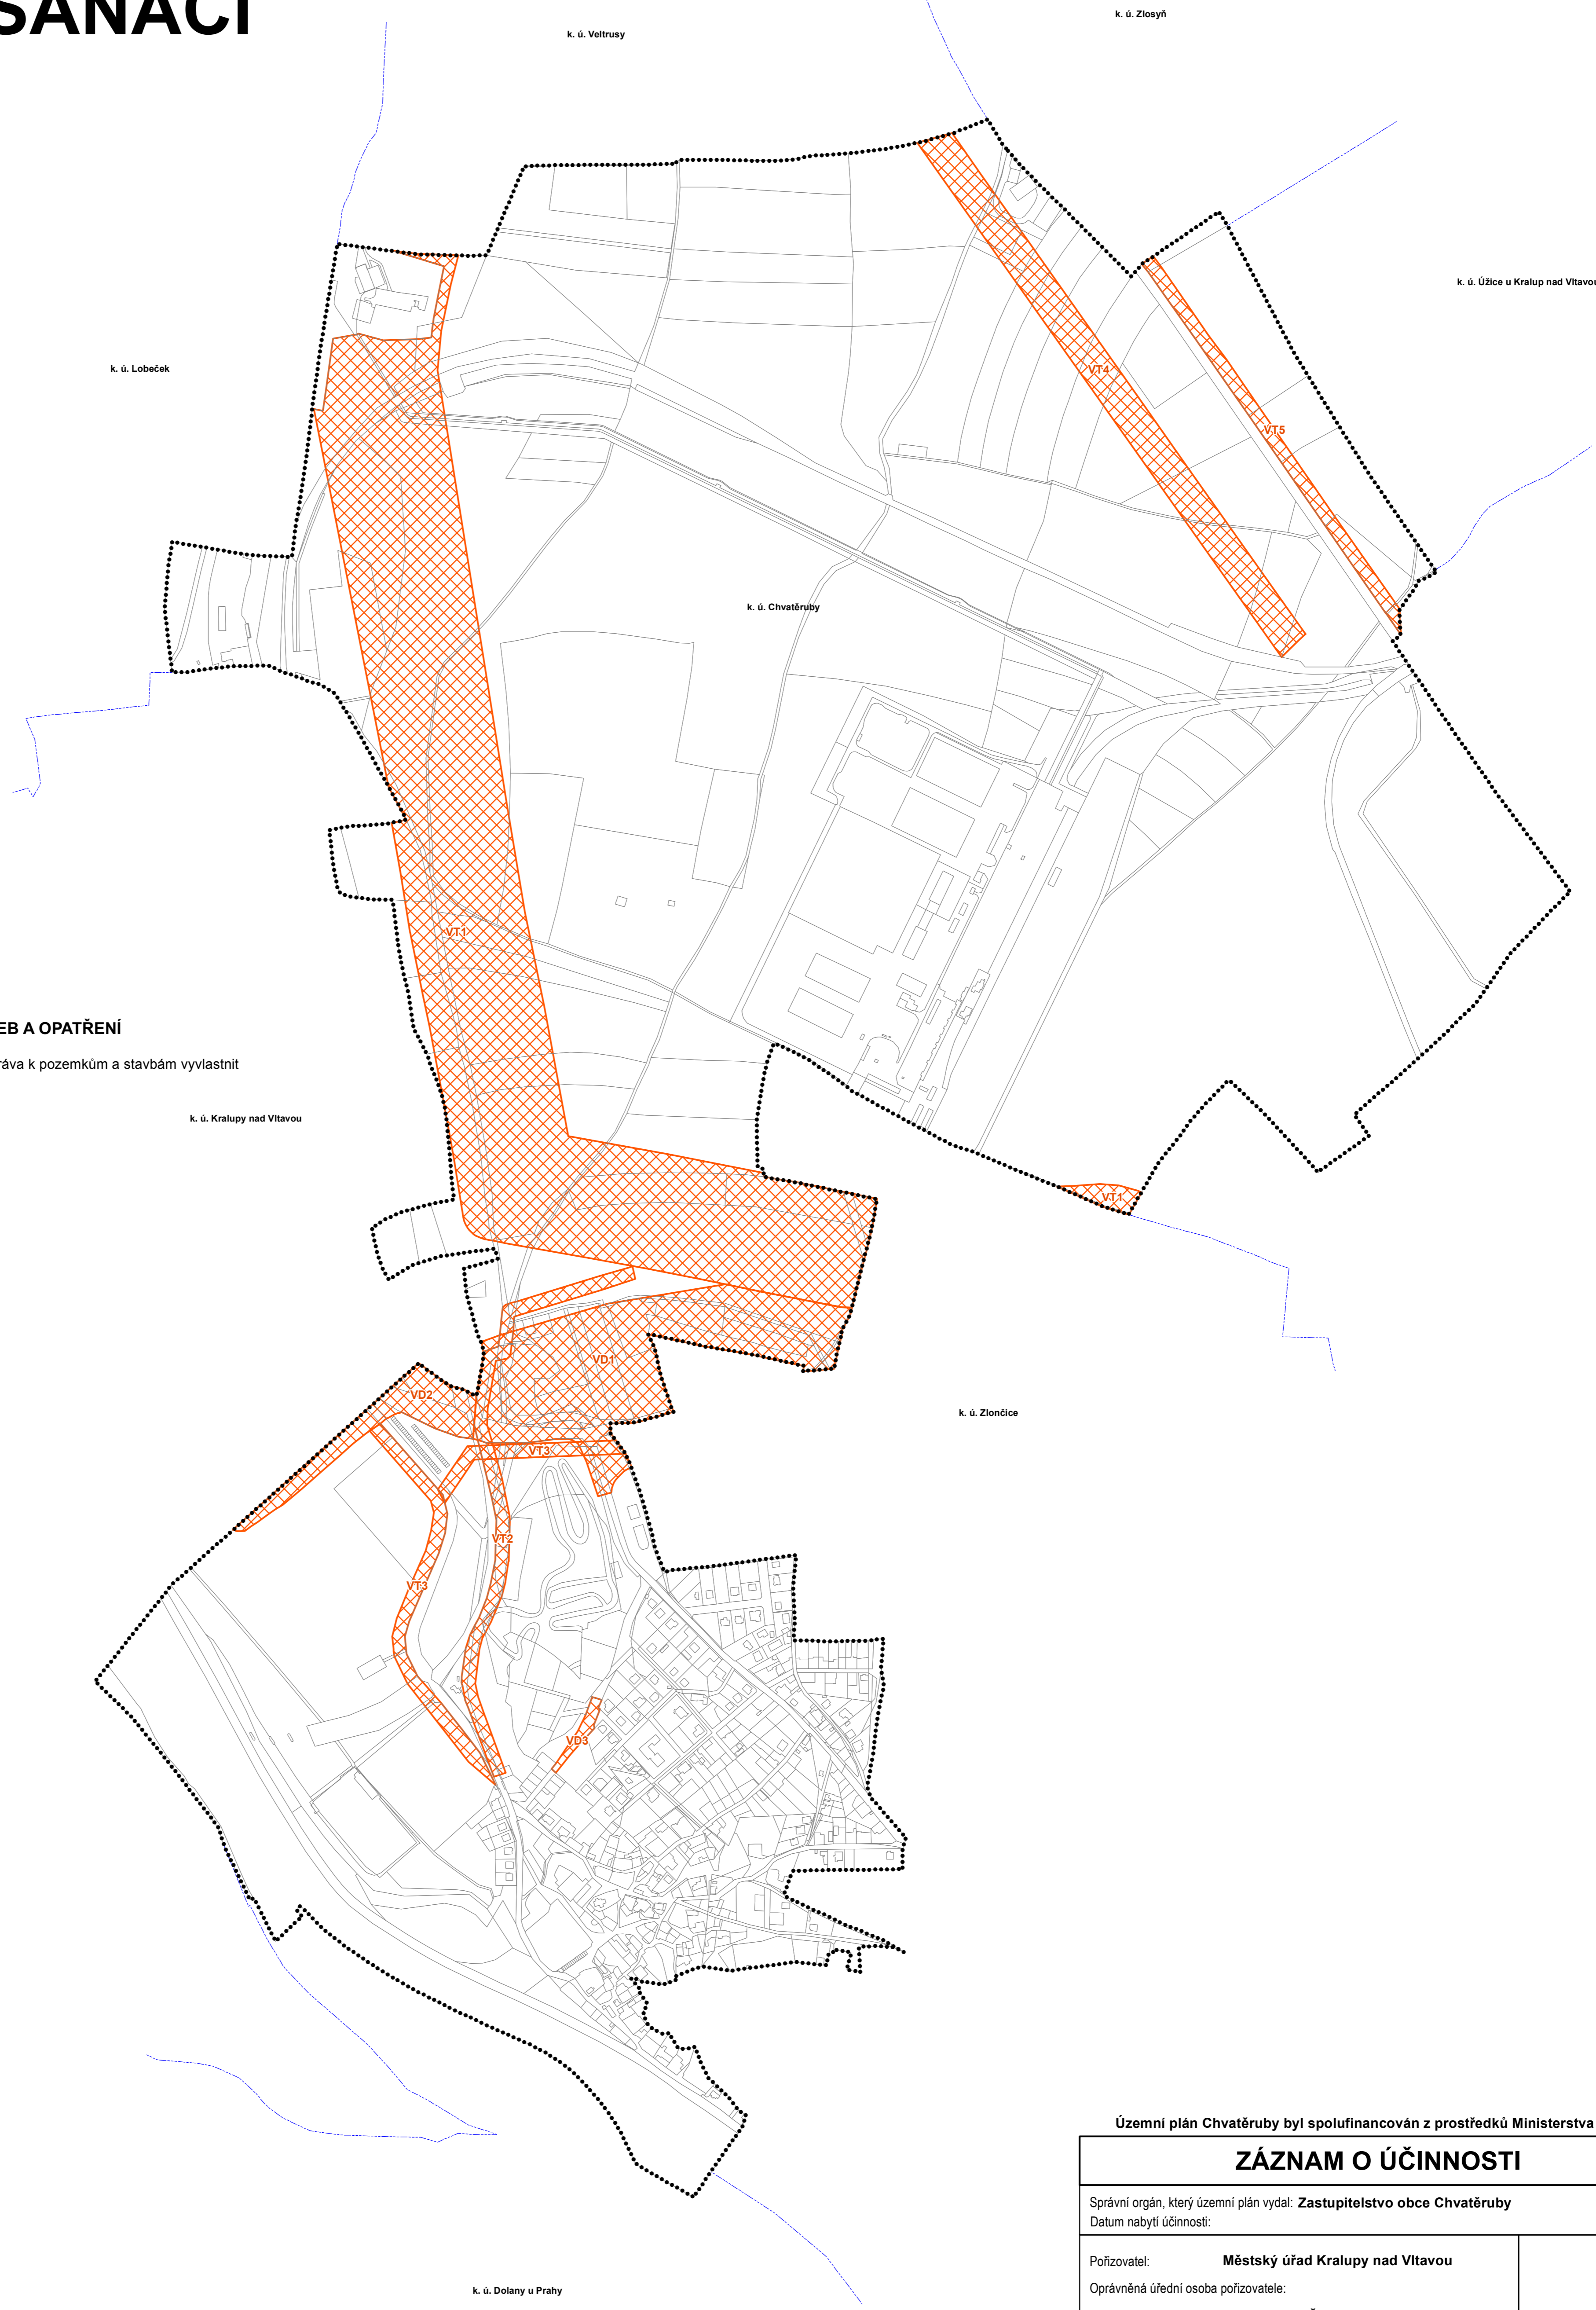 SANACÍ
k. ú. Zlosyň
k. ú. Veltrusy
k. ú. Úžice u Kralup nad Vltavou
k. ú. Lobeček
VT4
VT5
k. ú. Chvatěruby
VT1
EB A OPATŘENÍ
ráva k pozemkům a stavbám vyvlastnit
k. ú. Kralupy nad Vltavou
VT1
VD1
VD2
k. ú. Zlončice
VT3
VT2
VT3
VD3
Územní plán Chvatěruby byl spolufinancován z prostředků Ministerstva
ZÁZNAM O ÚČINNOSTI
Správní orgán, který územní plán vydal: Zastupitelstvo obce Chvatěruby
Datum nabytí účinnosti:
Pořizovatel: Městský úřad Kralupy nad Vltavou
Oprávněná úřední osoba pořizovatele:
k. ú. Dolany u Prahy